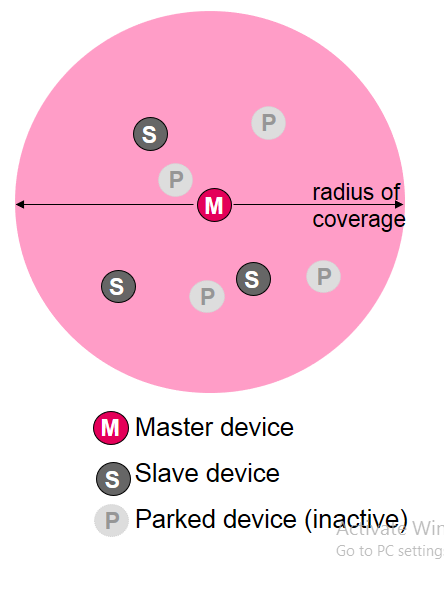 P
S
P
M
radius of
coverage
P
S
S
P
M Master device
S Slave device
P Parked device (inactive)
Activate Win
Go to PC setting